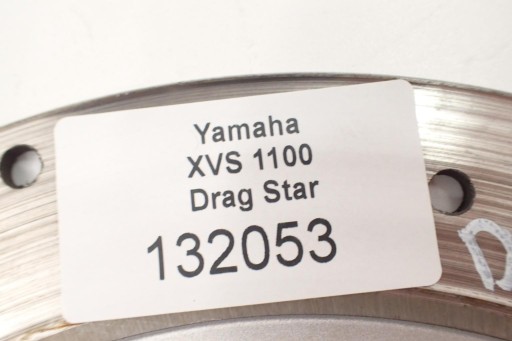 Yamaha
XVS 1100
Drag Star
132053
D